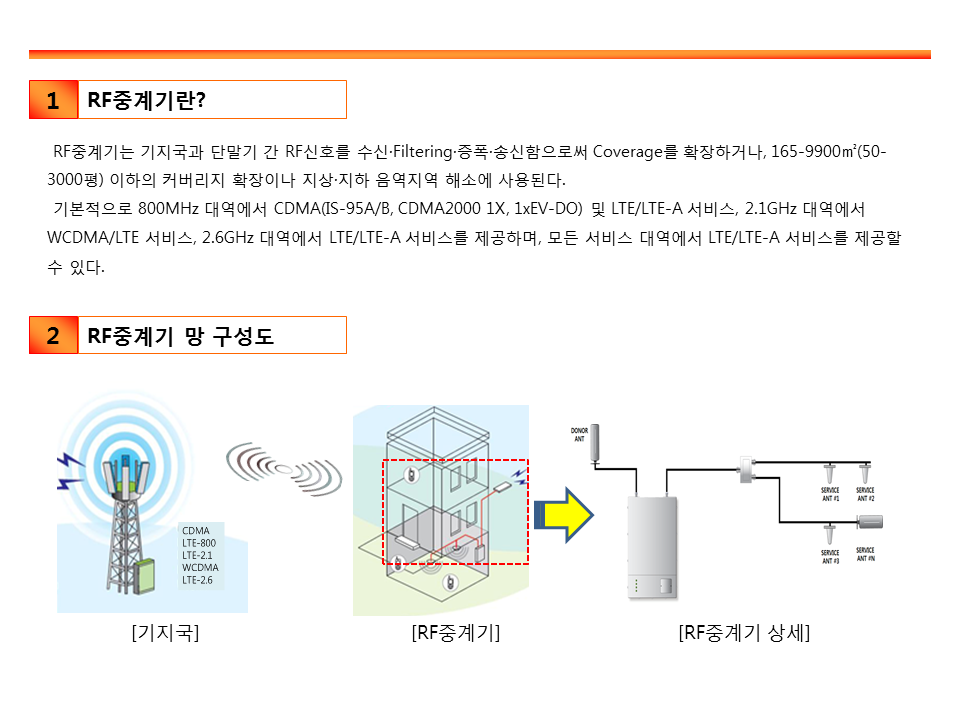 1 RF중계기란?
RF중계기는 기지국과 단말기 간 RF신호를 수신·Filtering·증폭·송신함으로써 Coverage를 확장하거나, 165-9900㎡(50-
3000평) 이하의 커버리지 확장이나 지상·지하 음역지역 해소에 사용된다.
기본적으로 800MHz 대역에서 CDMA(IS-95A/B, CDMA2000 1X, 1xEV-DO) 및 LTE/LTE-A 서비스, 2.1GHz 대역에서
WCDMA/LTE 서비스, 2.6GHz 대역에서 LTE/LTE-A 서비스를 제공하며, 모든 서비스 대역에서 LTE/LTE-A 서비스를 제공할
수 있다.
2 RF중계기 망 구성도
CDMA
LTE-800
LTE-2.1
WCDMA
LTE-2.6
DONOR
ANT
SERVICE
ANT #1
SERVICE
ANT #2
SERVICE
ANT #3
SERVICE
ANT #N
[기지국]
[RF중계기]
[RF중계기 상세]